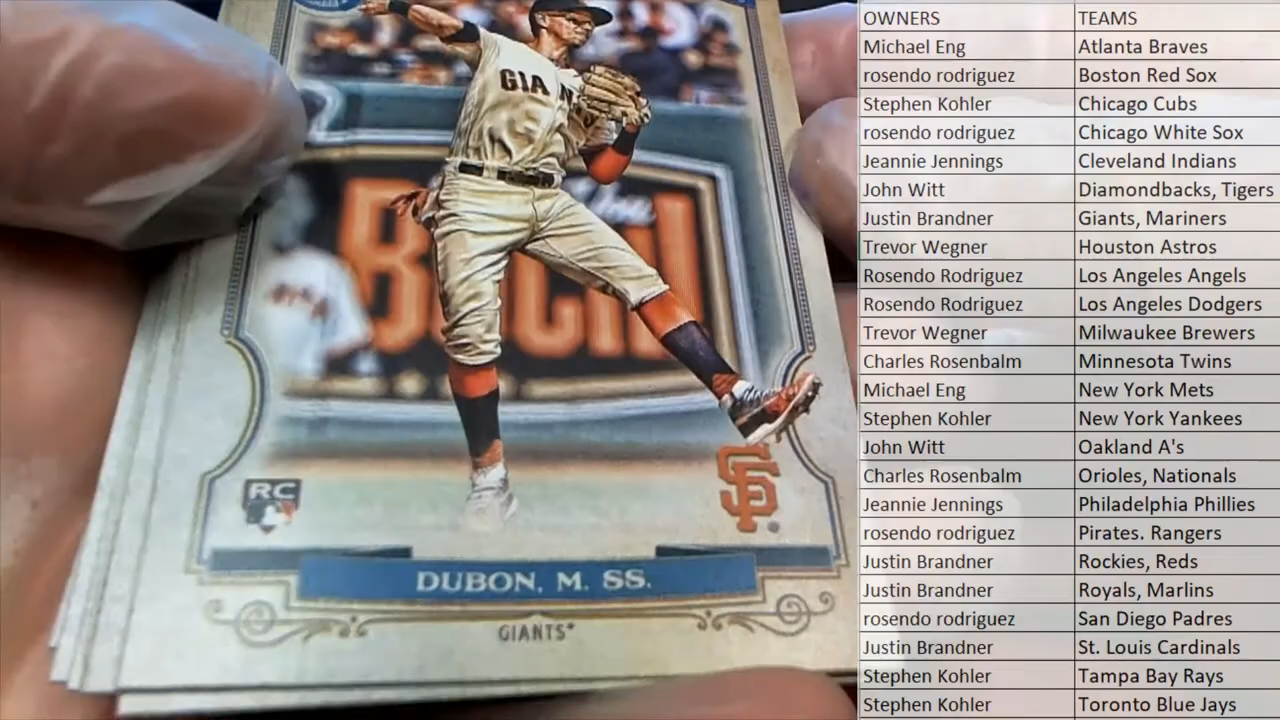 GIAN
RC
SF
DUBON, M. SS.
GIANTS
OWNERS TEAMS
Michael Eng Atlanta Braves
rosendo rodriguez Boston Red Sox
Stephen Kohler Chicago Cubs
rosendo rodriguez Chicago White Sox
Jeannie Jennings Cleveland Indians
John Witt Diamondbacks, Tigers
Justin Brandner Giants, Mariners
Trevor Wegner Houston Astros
Rosendo Rodriguez Los Angeles Angels
Rosendo Rodriguez Los Angeles Dodgers
Trevor Wegner Milwaukee Brewers
Charles Rosenbalm Minnesota Twins
Michael Eng New York Mets
Stephen Kohler New York Yankees
John Witt Oakland A's
Charles Rosenbalm Orioles, Nationals
Jeannie Jennings Philadelphia Phillies
rosendo rodriguez Pirates. Rangers
Justin Brandner Rockies, Reds
Justin Brandner Royals, Marlins
rosendo rodriguez San Diego Padres
Justin Brandner St. Louis Cardinals
Stephen Kohler Tampa Bay Rays
Stephen Kohler Toronto Blue Jays